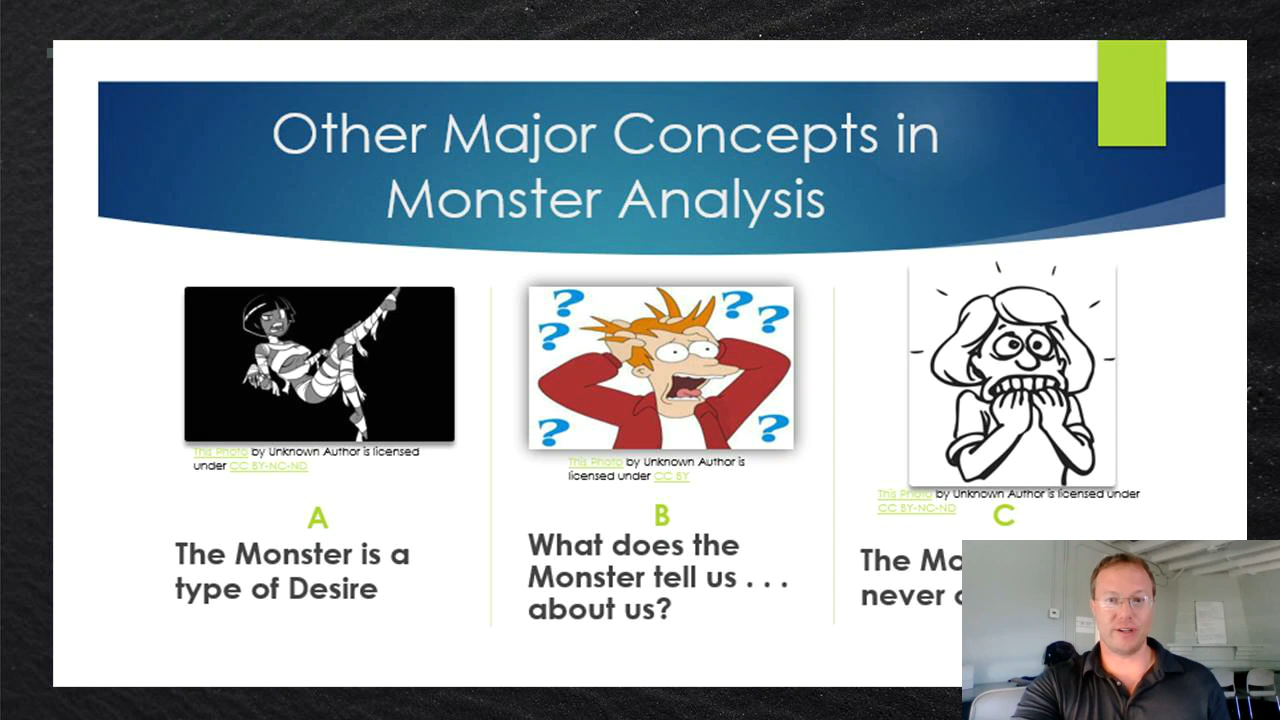 Other Major Concepts in
Monster Analysis
? ? ? ? ? ?
This Photo by Unknown Author is licensed
under CC BY-NC-ND
This Photo by Unknown Author is
licensed under CC BY
This Photo by Unknown Author is licensed under
CC BY-NC-ND
A
The Monster is a
type of Desire
B
What does the
Monster tell us . . .
about us?
C
The Mo
never